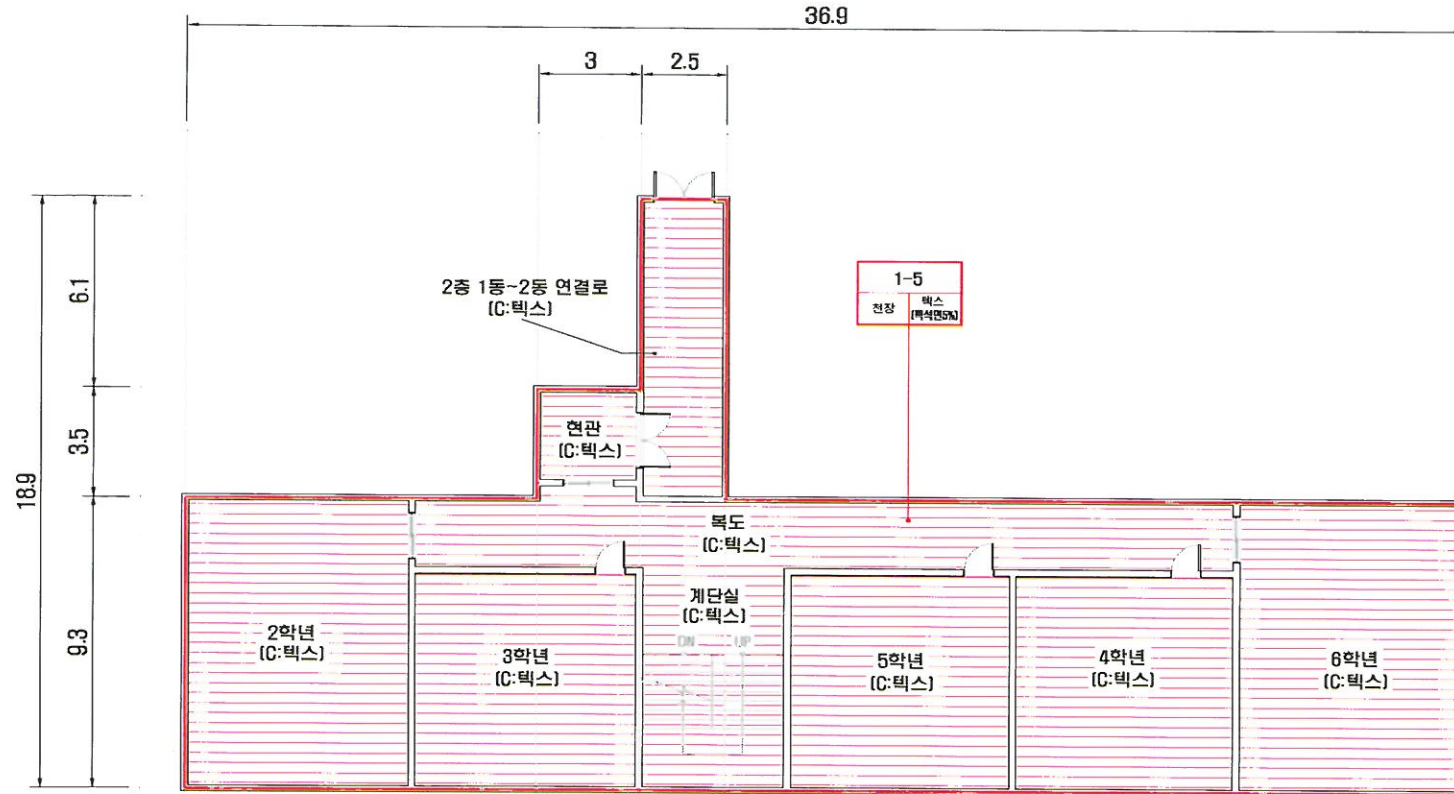 36.9
3
2.5
18.9
6.1
3.5
9.3
2층 1동~2동 연결로
(C:텍스)
1-5
천장
텍스
(백석면5%)
현관
(C:텍스)
복도
(C:텍스)
계단실
(C:텍스)
DN
UP
2학년
(C:텍스)
3학년
(C:텍스)
5학년
(C:텍스)
4학년
(C:텍스)
6학년
(C:텍스)